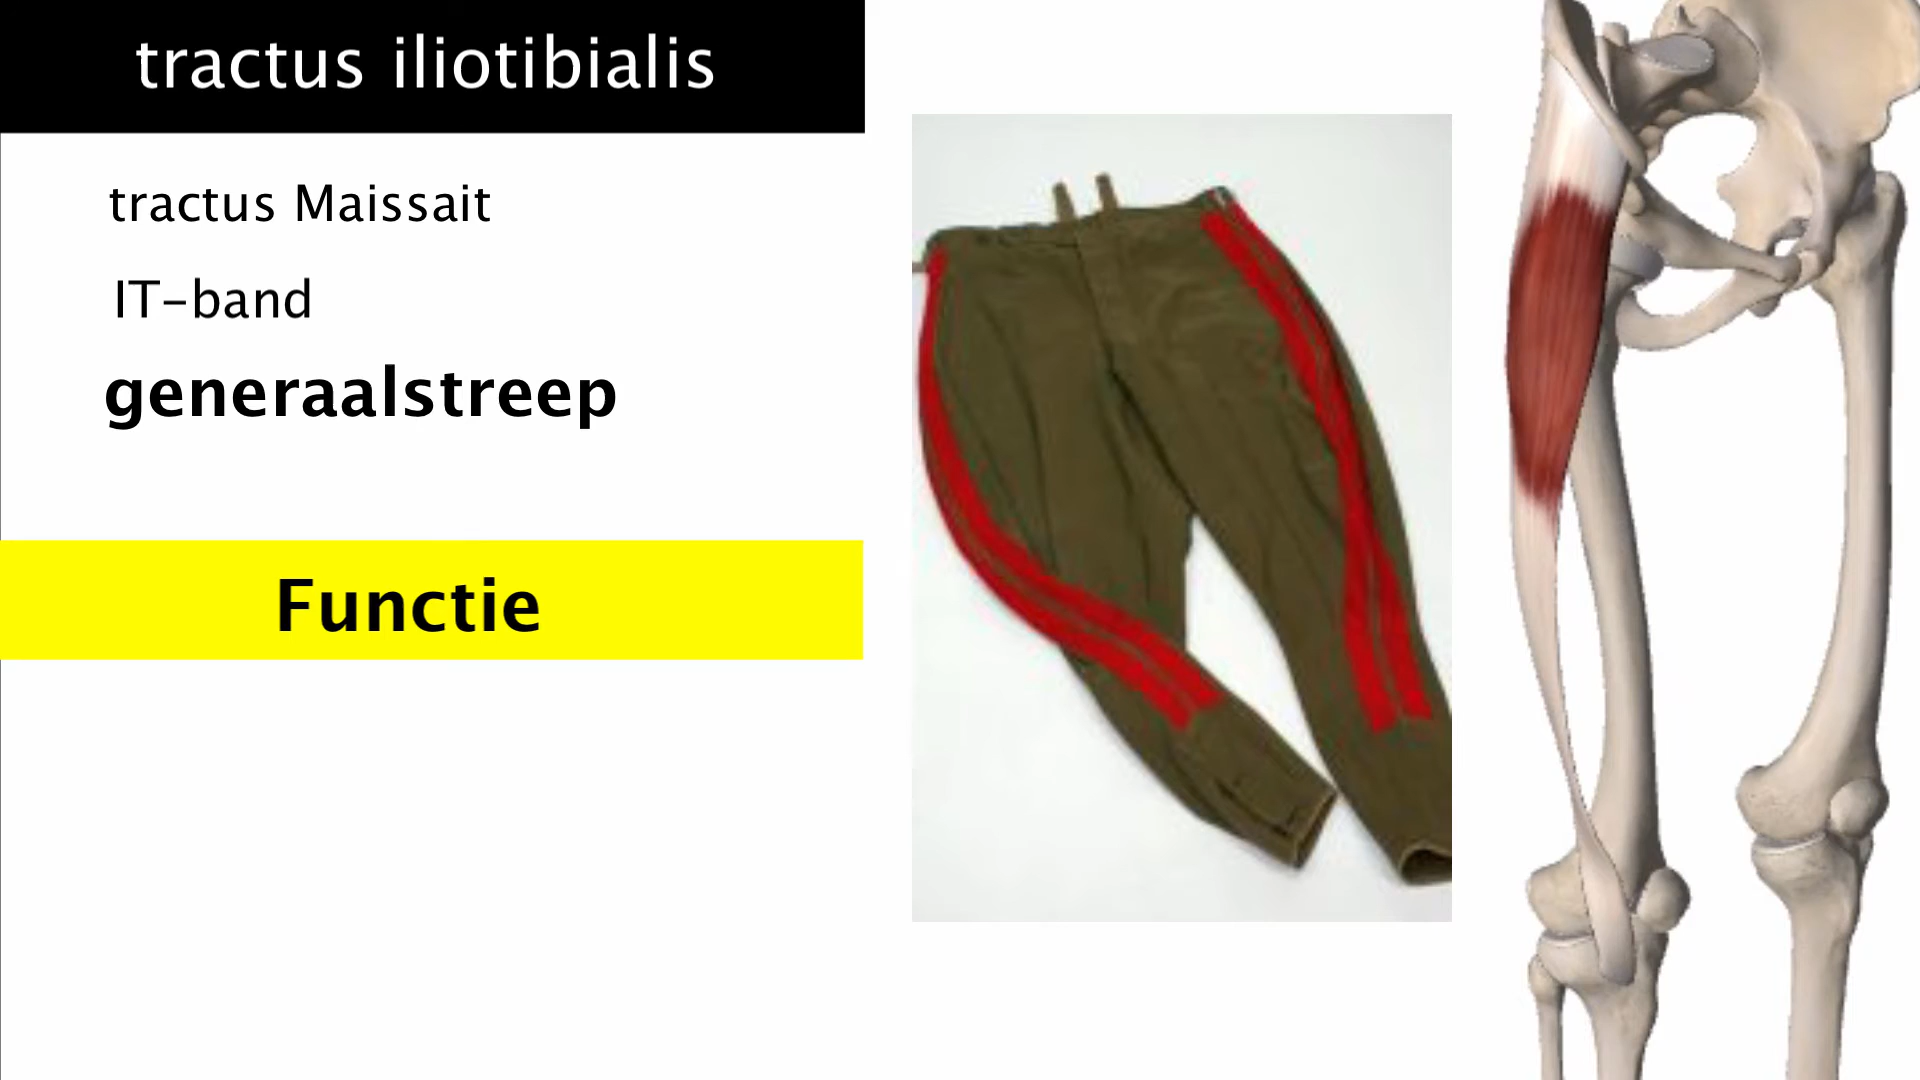 tractus iliotibialis
tractus Maissait
IT-band
generaalstreep
Functie